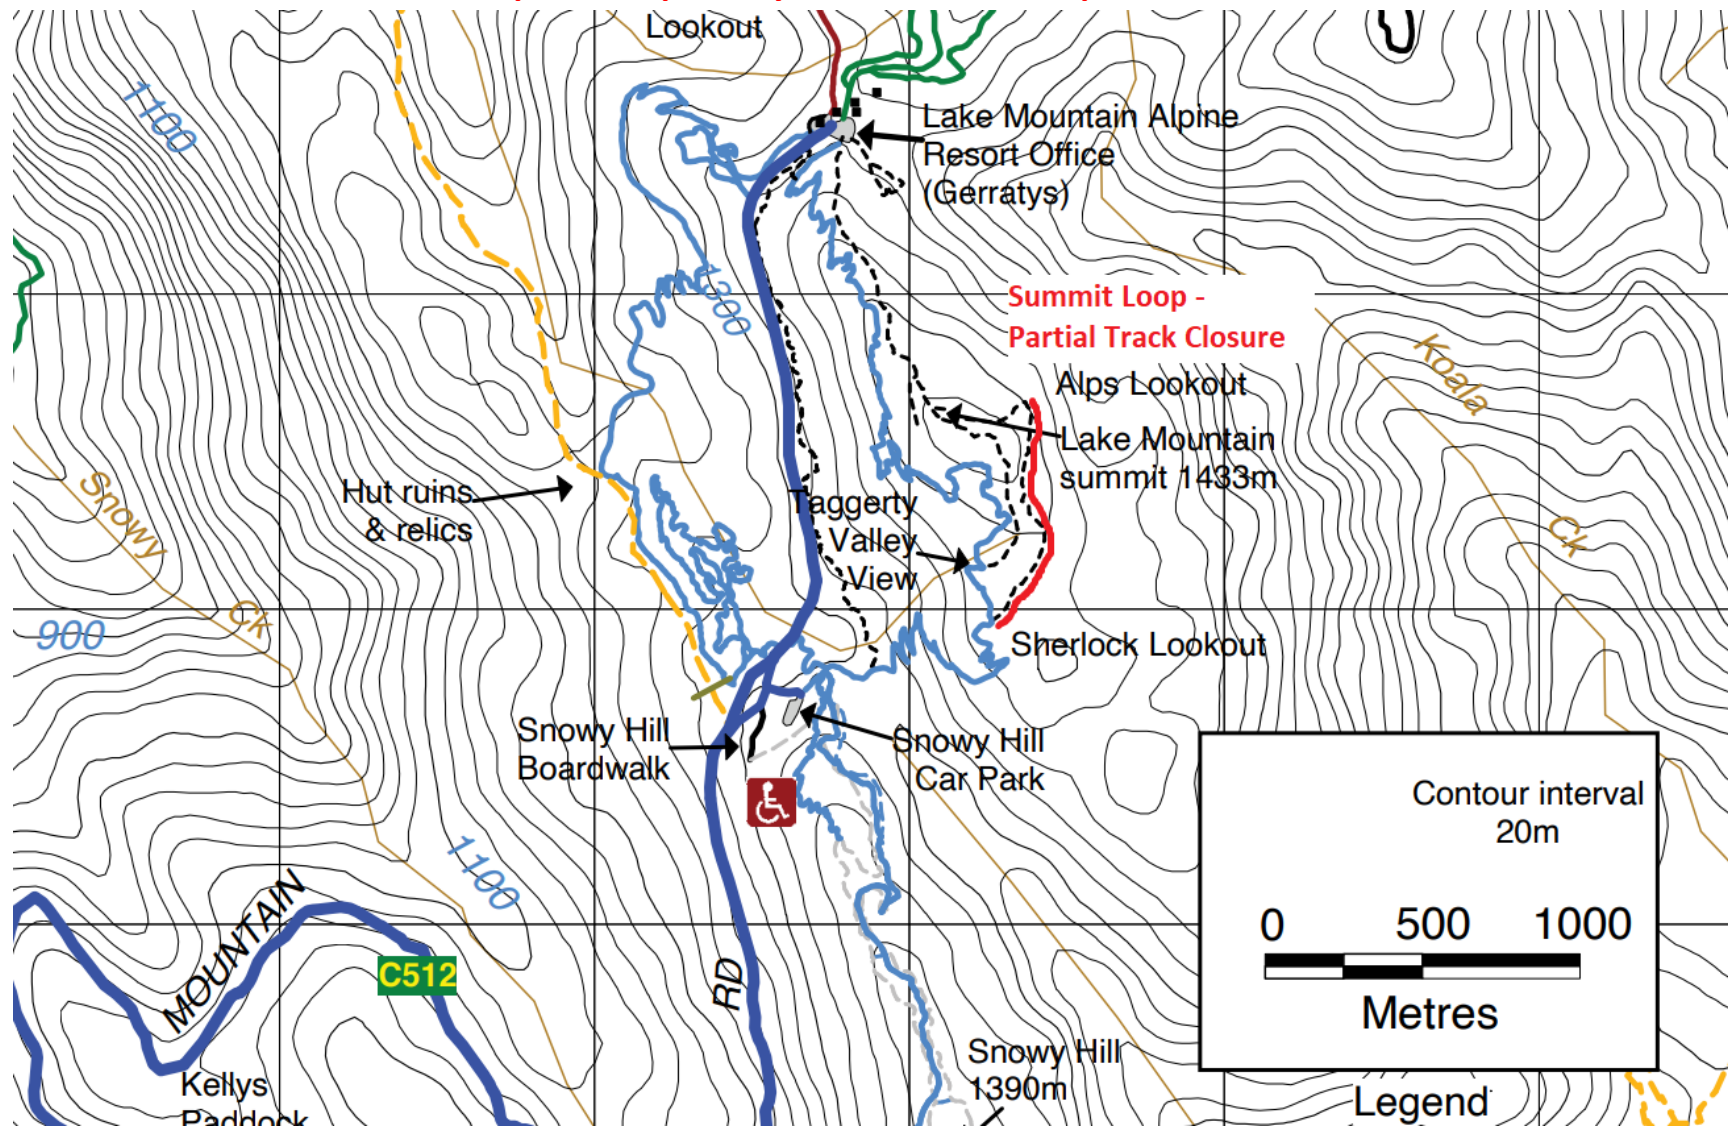 Lookout
1100
Lake Mountain Alpine
Resort Office
(Gerratys)
1300
Summit Loop -
Partial Track Closure
Koala
Alps Lookout
Lake Mountain
summit 1433m
Hut ruins
& relics
Snowy
Taggerty
Valley
View
Ck
Ck
900
Sherlock Lookout
Snowy Hill
Boardwalk
Snowy Hill
Car Park
Contour interval
20m
1100
MOUNTAIN
C512
RD
0 500 1000
Metres
Snowy Hill
1390m
Kellys
Paddock
Legend